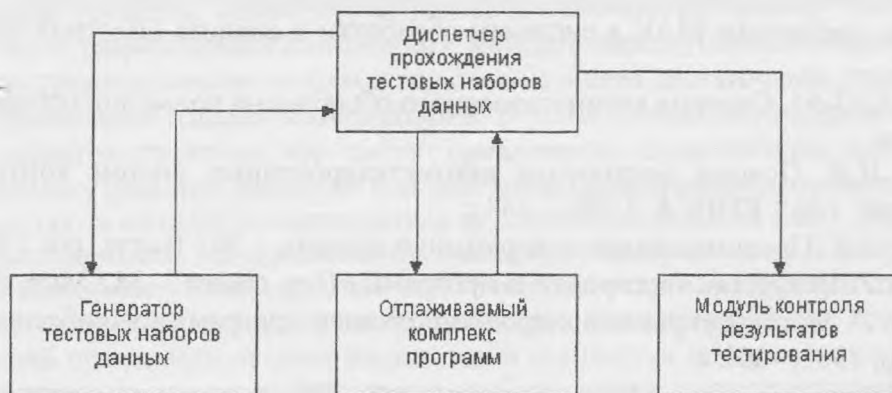 Диспетчер
прохождения
тестовых наборов
данных
Генератор
тестовых наборов
данных
Отлаживаемый
комплекс
программ
Модуль контроля
результатов
тестирования